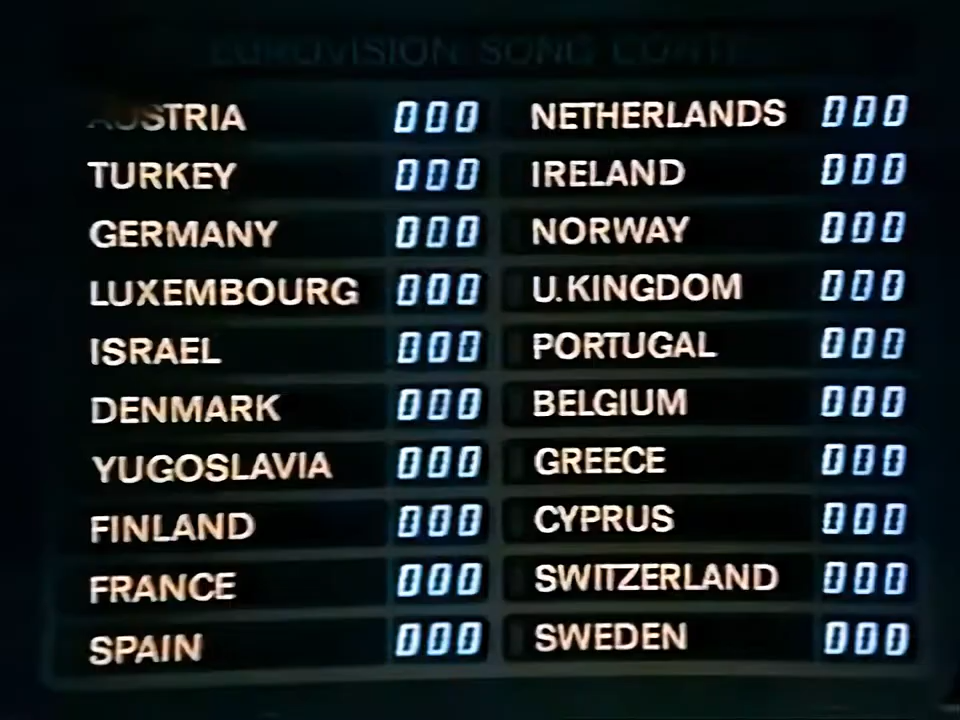 EUROVISION SONG
AUSTRIA 000
TURKEY 000
GERMANY 000
LUXEMBOURG 000
ISRAEL 000
DENMARK 000
YUGOSLAVIA 000
FINLAND 000
FRANCE 000
SPAIN 000
NETHERLANDS 000
IRELAND 000
NORWAY 000
U.KINGDOM 000
PORTUGAL 000
BELGIUM 000
GREECE 000
CYPRUS 000
SWITZERLAND 000
SWEDEN 000